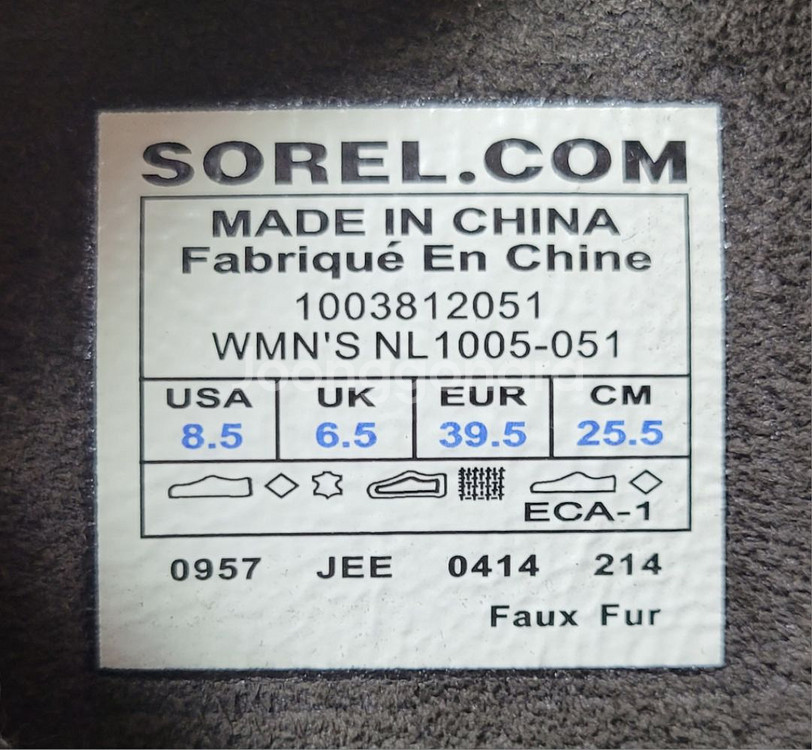 SOREL.COM
MADE IN CHINA
Fabriqué En Chine
1003812051
WMN'S NL1005-051
joonggonara
USA UK EUR CM
8.5 6.5 39.5 25.5
ECA-1
0957 JEE 0414 214
Faux Fur